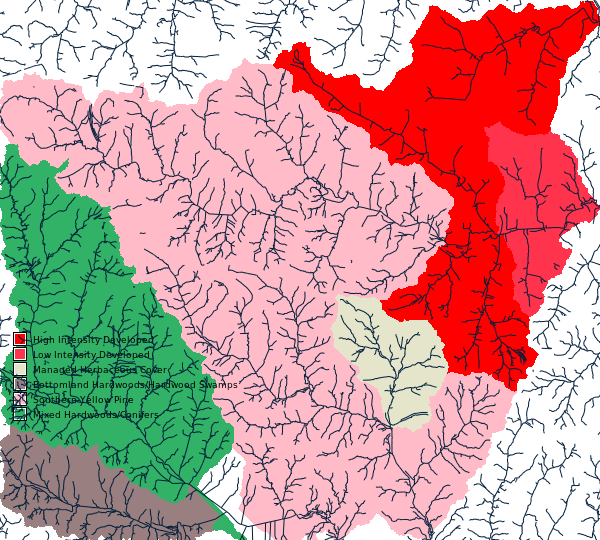 High Intensity Developed
Low Intensity Developed
Managed Herbaceous Cover
Bottomland Hardwoods/Hardwood Swamps
Southern Yellow Pine
Mixed Hardwoods/Conifers